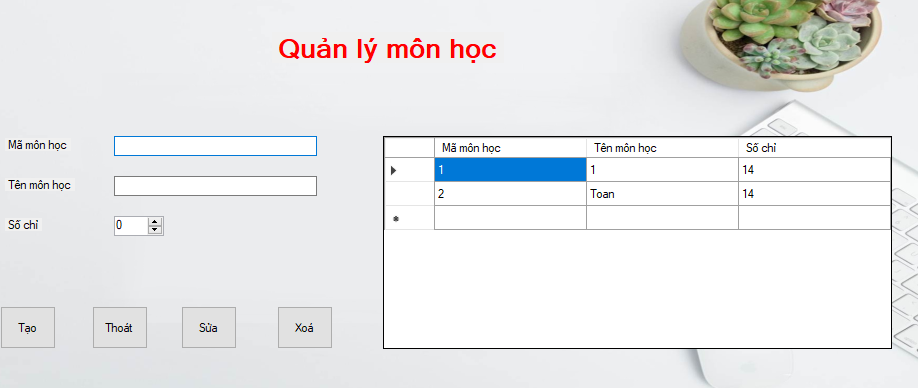 Quản lý môn học
Mã môn học
Tên môn học
Số chỉ
0
Tạo
Thoát
Sửa
Xoá
Mã môn học Tên môn học Số chỉ
1 1 14
2 Toan 14